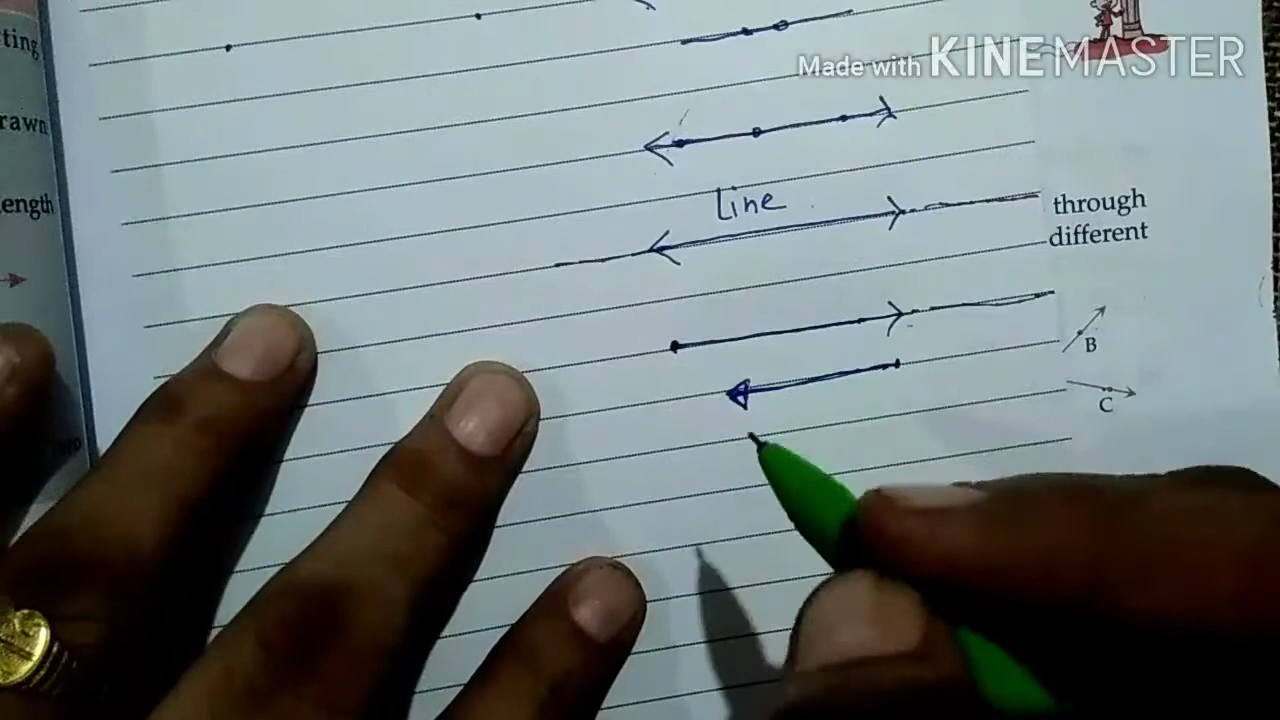 ting
Made with KINEMASTER
rawn
Line
ength
through
different
B
C